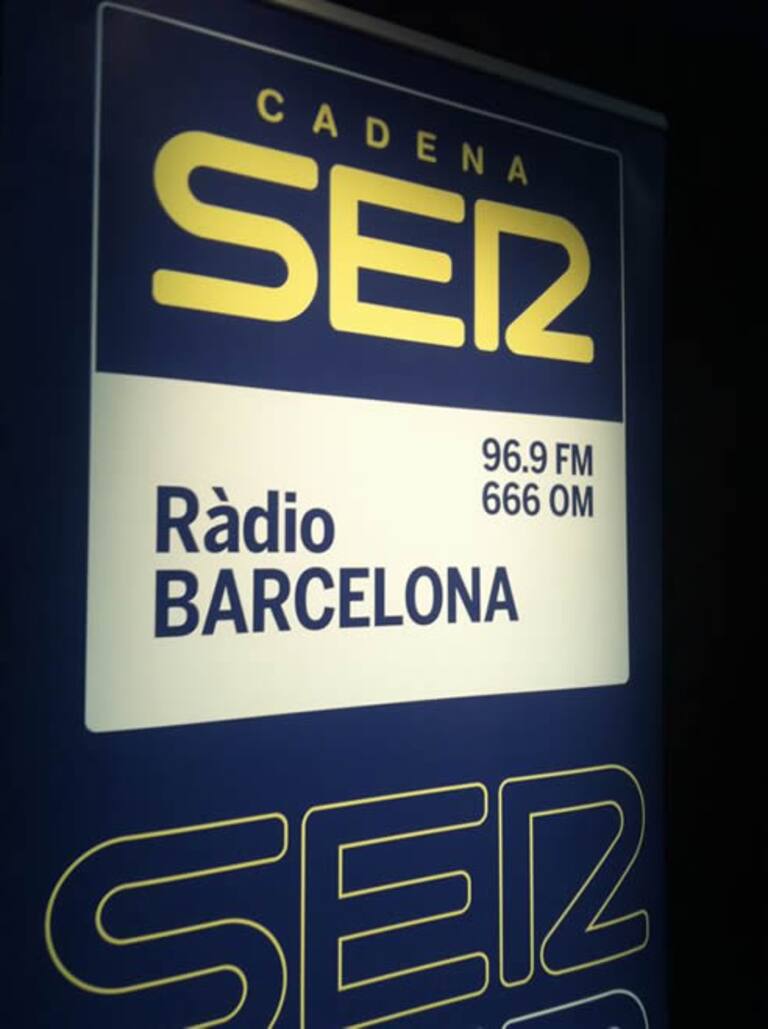 CADENA
SER
96.9 FM
666 OM
Ràdio
BARCELONA
SER